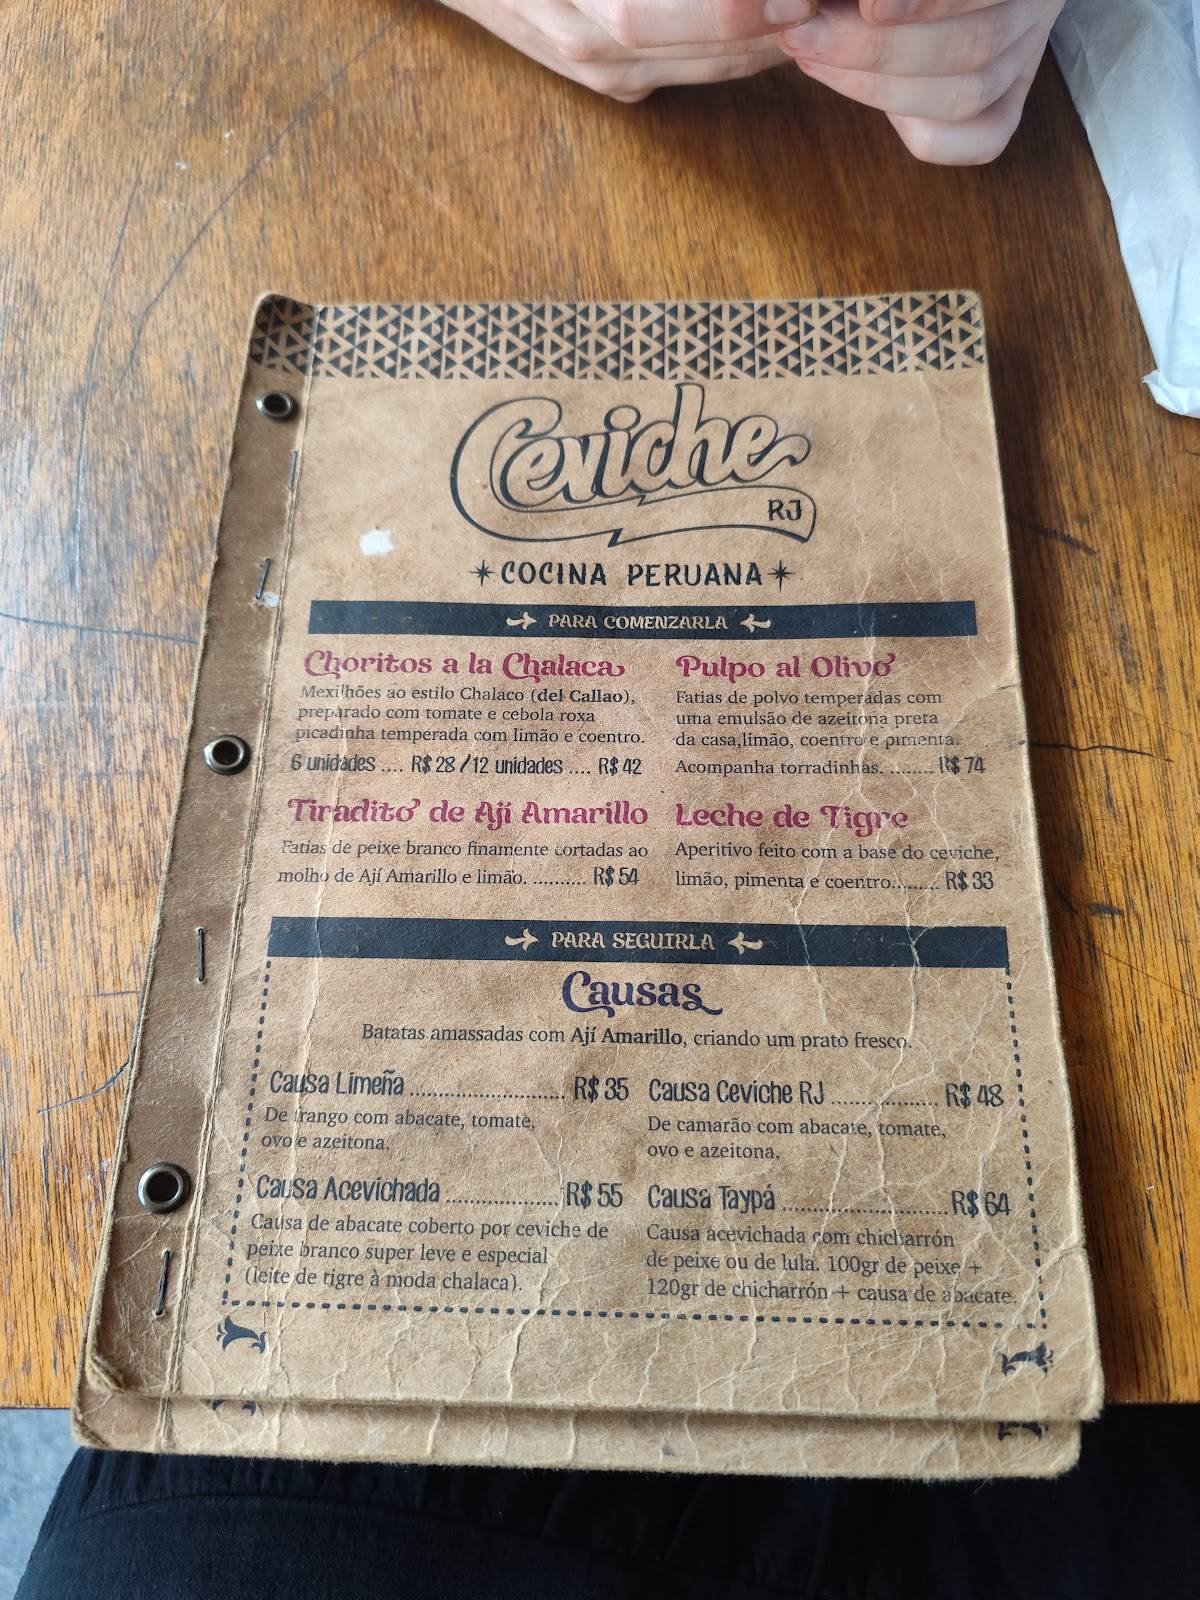 Ceviche
RJ
COCINA PERUANA
PARA COMENZARLA
Choritos a la Chalaca
Mexilhões ao estilo Chalaco (del Callao),
preparado com tomate e cebola roxa
picadinha temperada com limão e coentro.
6 unidades .... R$ 28 / 12 unidades .... R$ 42
Pulpo al Olivo
Fatias de polvo temperadas com
uma emulsão de azeitona preta
da casa,limão, coentro e pimenta.
Acompanha torradinhas. ........ R$ 74
Tiradito de Ají Amarillo
Fatias de peixe branco finamente cortadas ao
molho de Ají Amarillo e limão. .......... R$ 54
Leche de Tigre
Aperitivo feito com a base do ceviche,
limão, pimenta e coentro......... R$ 33
PARA SEGUIRLA
Causas
Batatas amassadas com Ají Amarillo, criando um prato fresco.
Causa Limeña .......................... R$ 35
De frango com abacate, tomate,
ovo e azeitona.
Causa Ceviche RJ .................. R$ 48
De camarão com abacate, tomate,
ovo e azeitona.
Causa Acevichada ................... R$ 55
Causa de abacate coberto por ceviche de
peixe branco super leve e especial
(leite de tigre à moda chalaca).
Causa Taypá ............................ R$ 64
Causa acevichada com chicharrón
de peixe ou de lula. 100gr de peixe +
120gr de chicharrón + causa de abacate.